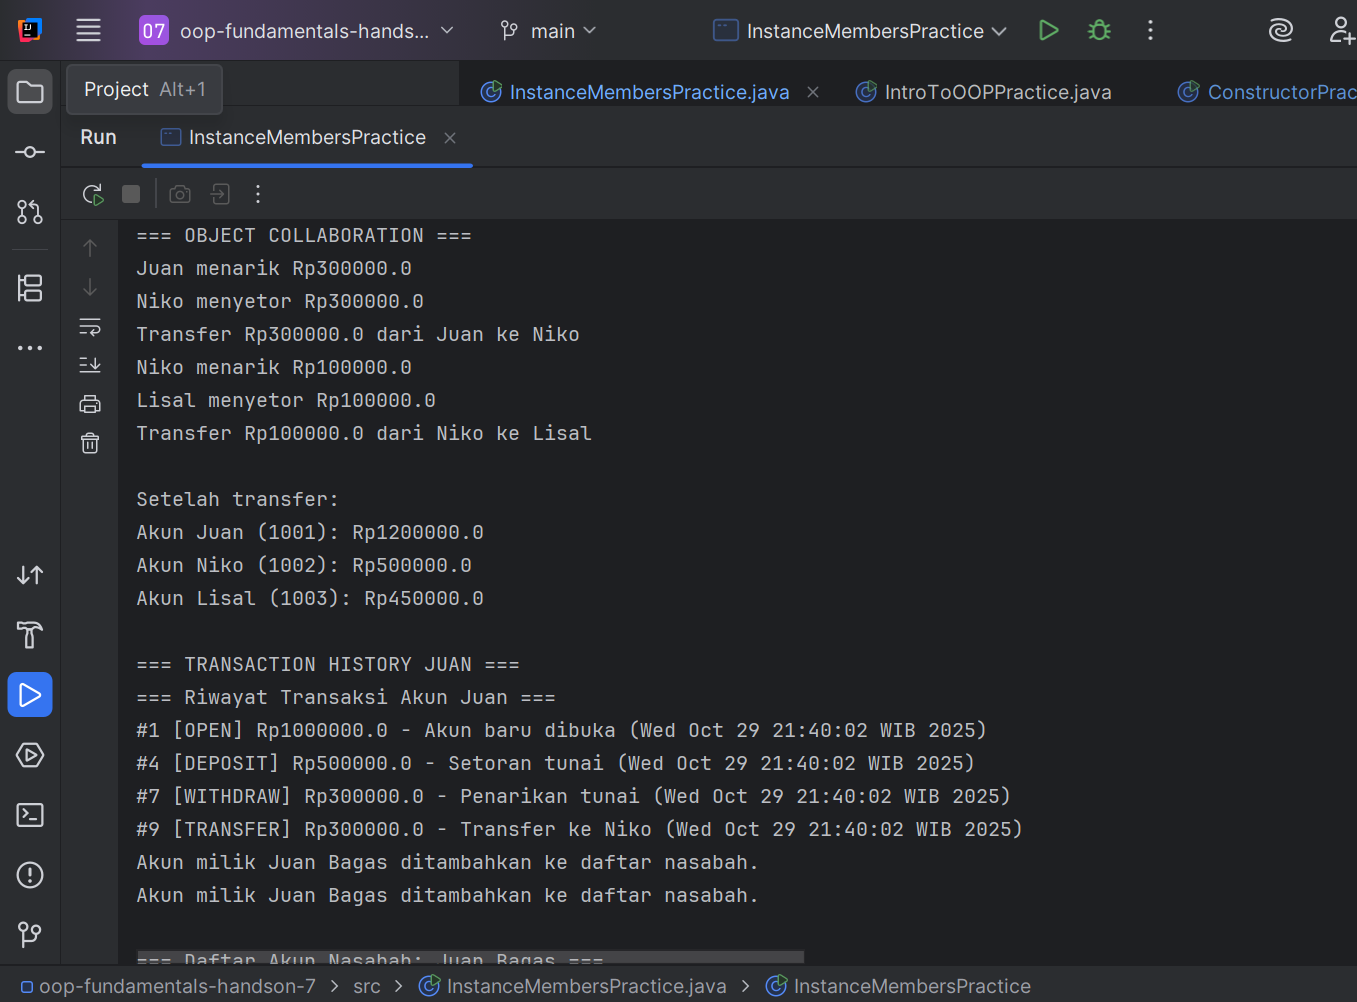 07 oop-fundamentals-hands... main InstanceMembersPractice
Project Alt+1
InstanceMembersPractice.java IntroToOOPPractice.java ConstructorPrac
Run InstanceMembersPractice
=== OBJECT COLLABORATION ===
Juan menarik Rp300000.0
Niko menyetor Rp300000.0
Transfer Rp300000.0 dari Juan ke Niko
Niko menarik Rp100000.0
Lisal menyetor Rp100000.0
Transfer Rp100000.0 dari Niko ke Lisal
Setelah transfer:
Akun Juan (1001): Rp1200000.0
Akun Niko (1002): Rp500000.0
Akun Lisal (1003): Rp450000.0
=== TRANSACTION HISTORY JUAN ===
=== Riwayat Transaksi Akun Juan ===
#1 [OPEN] Rp1000000.0 - Akun baru dibuka (Wed Oct 29 21:40:02 WIB 2025)
#4 [DEPOSIT] Rp500000.0 - Setoran tunai (Wed Oct 29 21:40:02 WIB 2025)
#7 [WITHDRAW] Rp300000.0 - Penarikan tunai (Wed Oct 29 21:40:02 WIB 2025)
#9 [TRANSFER] Rp300000.0 - Transfer ke Niko (Wed Oct 29 21:40:02 WIB 2025)
Akun milik Juan Bagas ditambahkan ke daftar nasabah.
Akun milik Juan Bagas ditambahkan ke daftar nasabah.
=== Daftar Akun Nasabah: Juan Bagas ===
oop-fundamentals-handson-7 > src > InstanceMembersPractice.java > InstanceMembersPractice